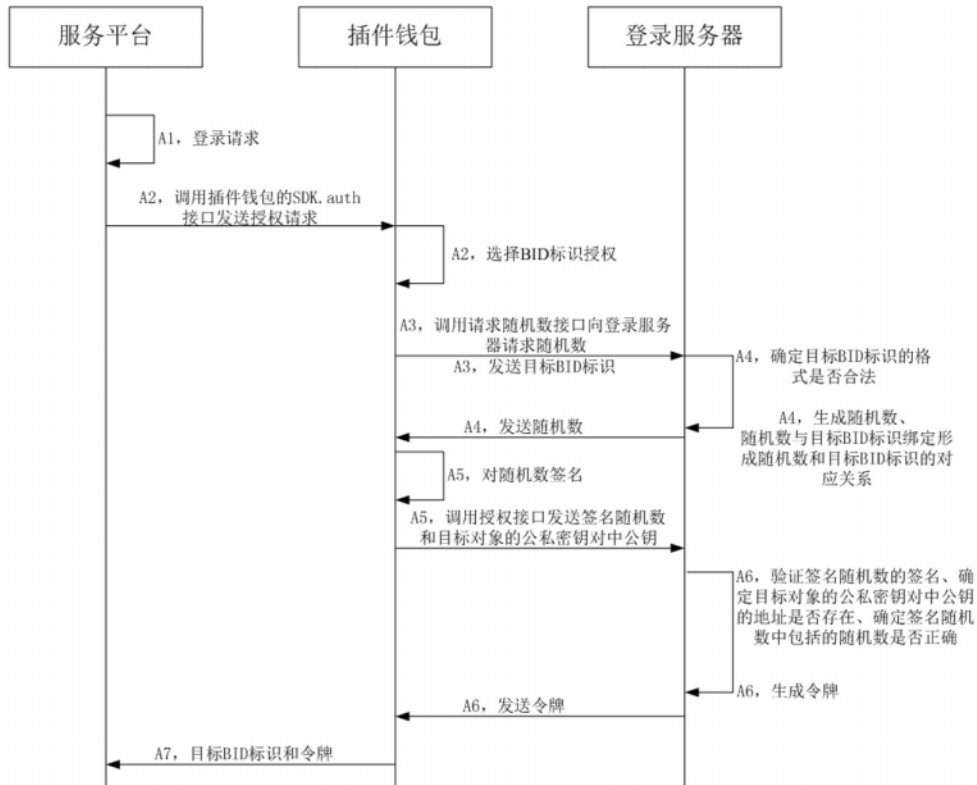 服务平台
插件钱包
登录服务器
A1，登录请求
A2，调用插件钱包的SDK.auth
接口发送授权请求
A2，选择BID标识授权
A3，调用请求随机数接口向登录服务
器请求随机数
A3，发送目标BID标识
A4，确定目标BID标识的格
式是否合法
A4，生成随机数、
随机数与目标BID标识绑定形
成随机数和目标BID标识的对
应关系
A4，发送随机数
A5，对随机数签名
A5，调用授权接口发送签名随机数
和目标对象的公私密钥对中公钥
A6，验证签名随机数的签名、确
定目标对象的公私密钥对中公钥
的地址是否存在、确定签名随机
数中包括的随机数是否正确
A6，生成令牌
A6，发送令牌
A7，目标BID标识和令牌